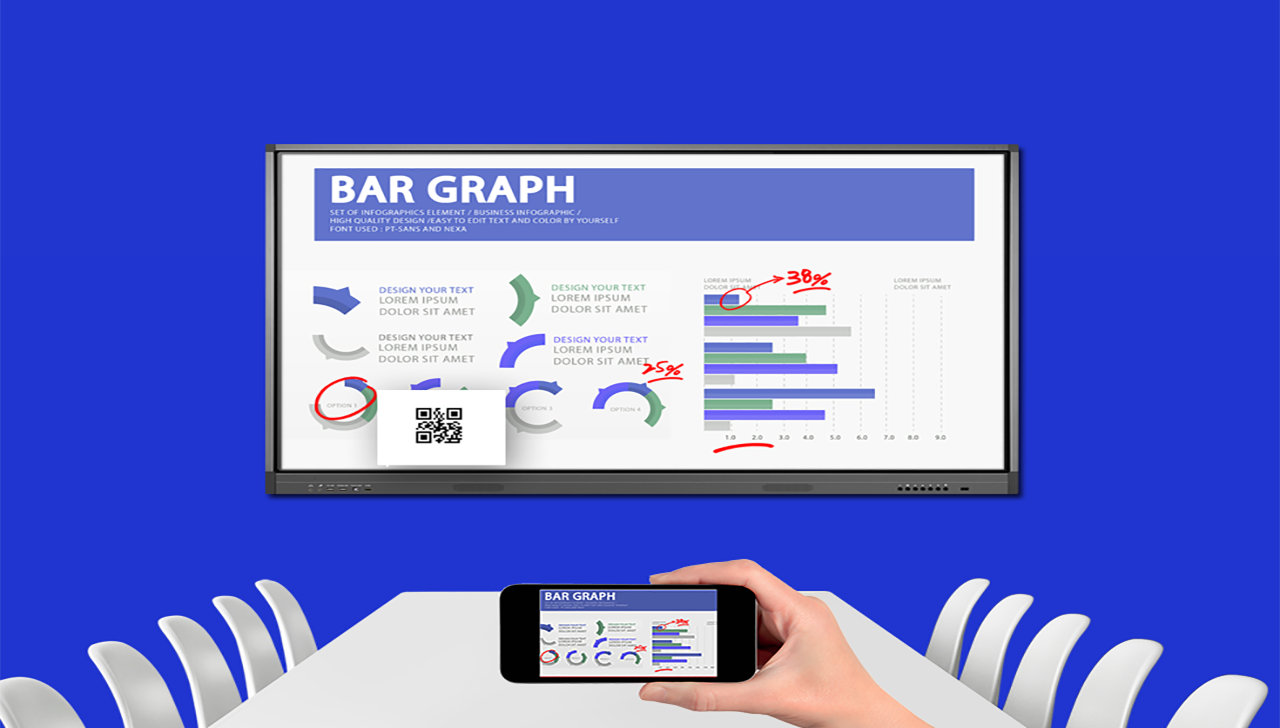 BAR GRAPH
SET OF INFOGRAPHICS ELEMENT / BUSINESS INFOGRAPHIC /
HIGH QUALITY DESIGN /EASY TO EDIT TEXT AND COLOR BY YOURSELF
FONT USED : PT-SANS AND NEXA
DESIGN YOUR TEXT
LOREM IPSUM
DOLOR SIT AMET
DESIGN YOUR TEXT
LOREM IPSUM
DOLOR SIT AMET
DESIGN YOUR TEXT
LOREM IPSUM
DOLOR SIT AMET
DESIGN YOUR TEXT
LOREM IPSUM
DOLOR SIT AMET
25%
OPTION 1
OPTION 3
OPTION 4
LOREM IPSUM
DOLOR SIT AMET
38%
LOREM IPSUM
DOLOR SIT AMET
1.0 2.0 3.0 4.0 5.0 6.0 7.0 8.0 9.0
BAR GRAPH
38%
25%